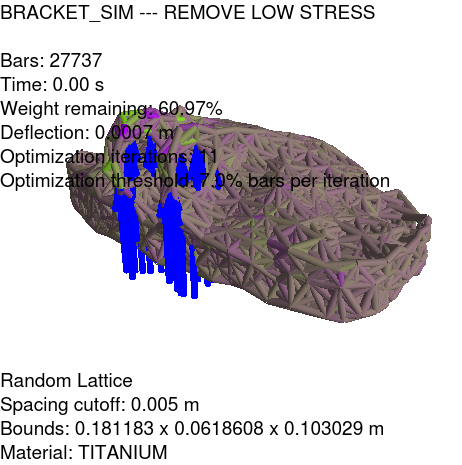 BRACKET_SIM --- REMOVE LOW STRESS
Bars: 27737
Time: 0.00 s
Weight remaining: 60.97%
Deflection: 0.0007 m
Optimization iterations: 11
Optimization threshold: 7.0% bars per iteration
Random Lattice
Spacing cutoff: 0.005 m
Bounds: 0.181183 x 0.0618608 x 0.103029 m
Material: TITANIUM